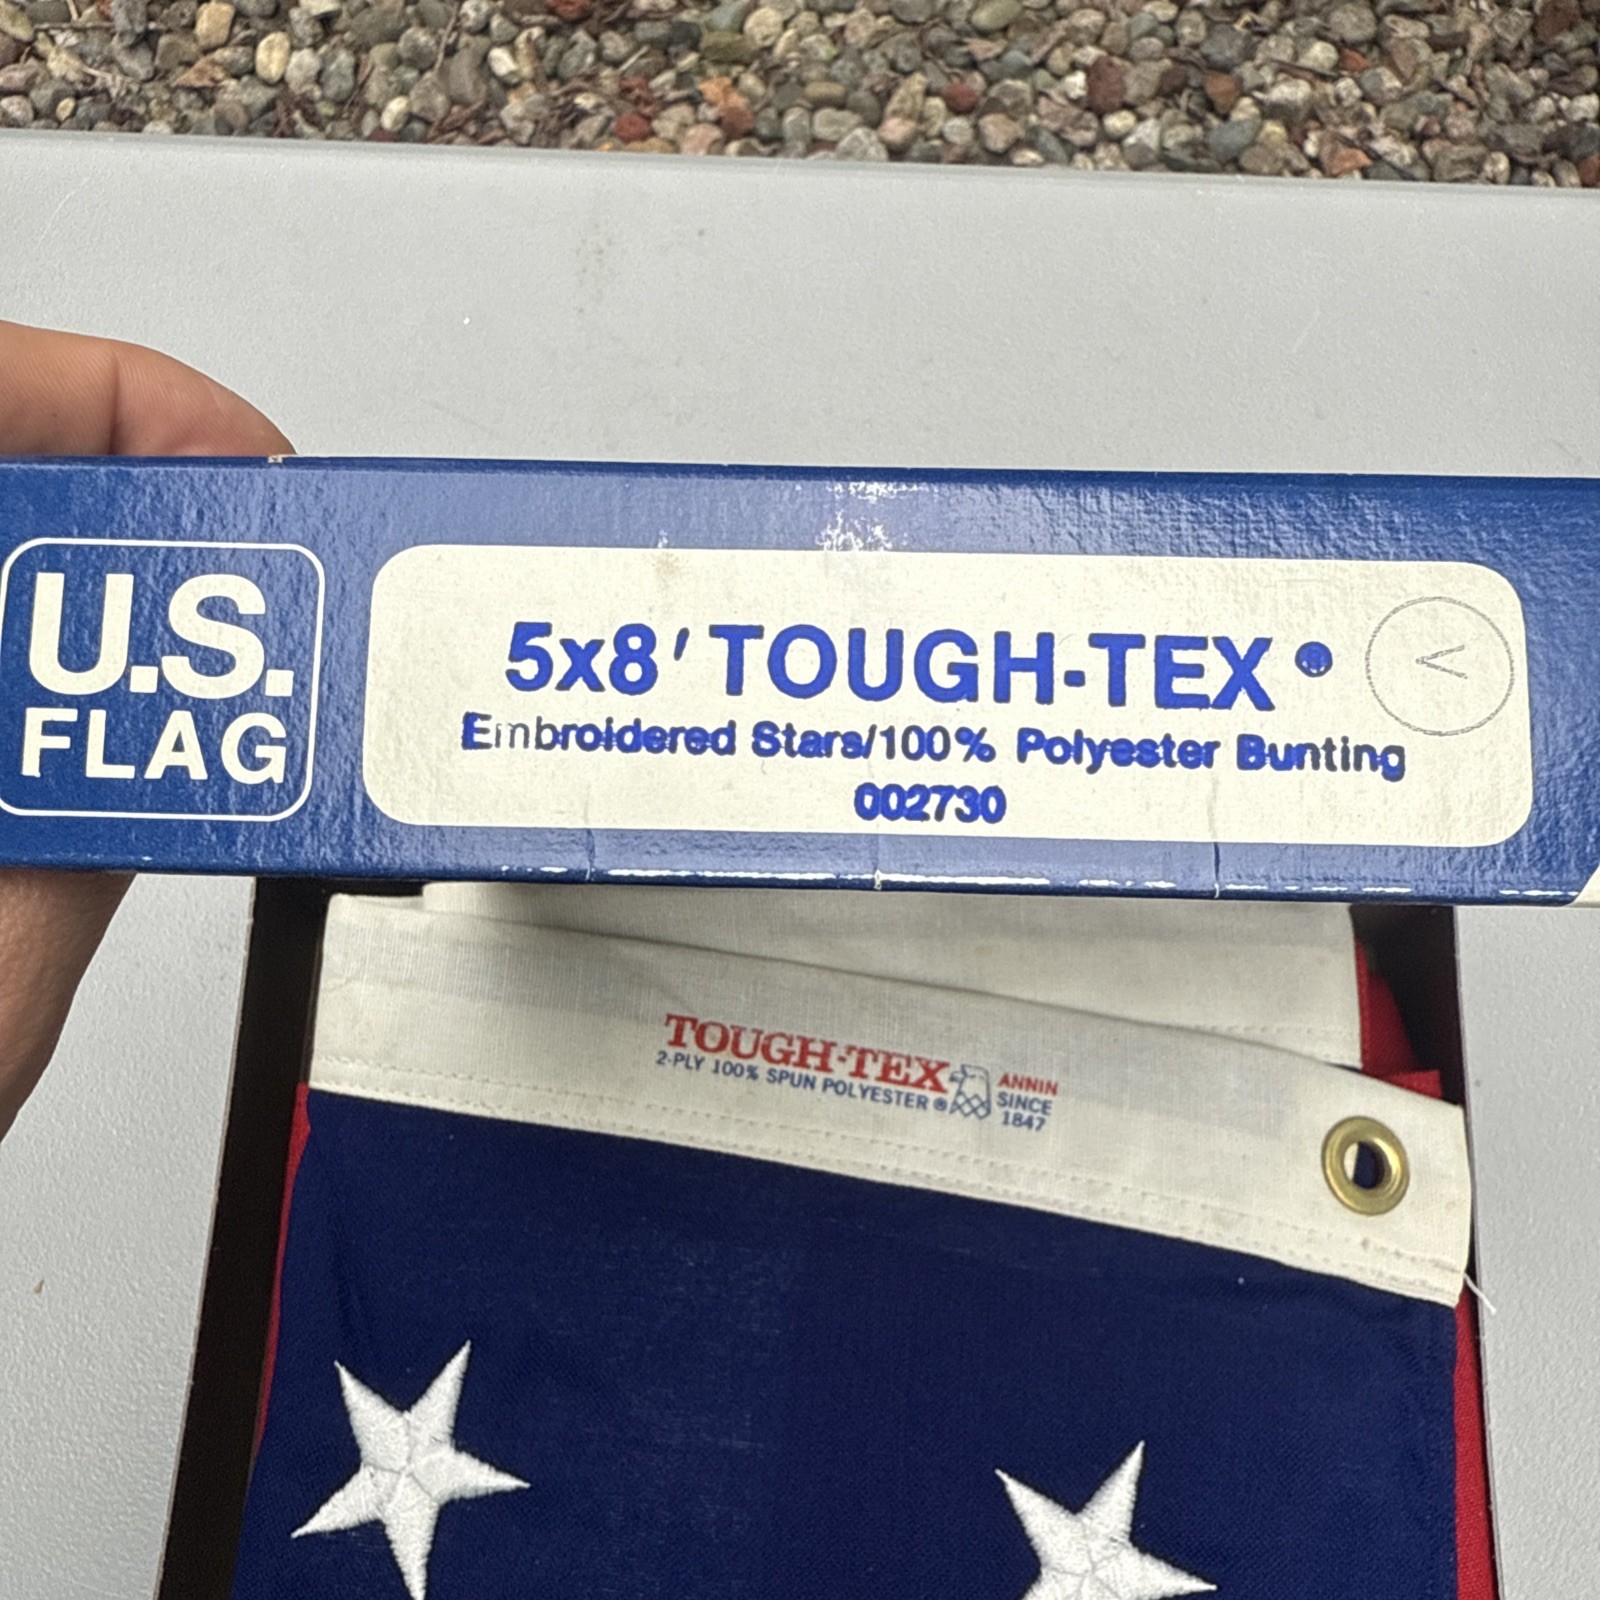 U.S.
FLAG
5x8' TOUGH-TEX®
Embroidered Stars/100% Polyester Bunting
002730
TOUGH-TEX
2-PLY 100% SPUN POLYESTER ®
ANNIN
SINCE
1847